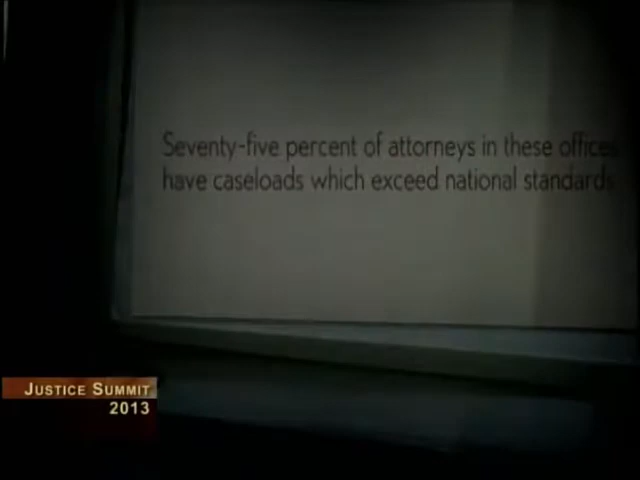 Seventy-five percent of attorneys in these offices
have caseloads which exceed national standards
JUSTICE SUMMIT
2013